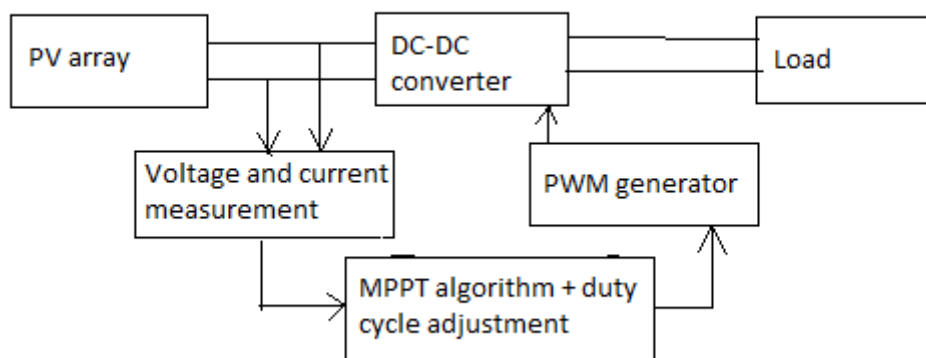 PV array
DC-DC
converter
Load
Voltage and current
measurement
PWM generator
MPPT algorithm + duty
cycle adjustment